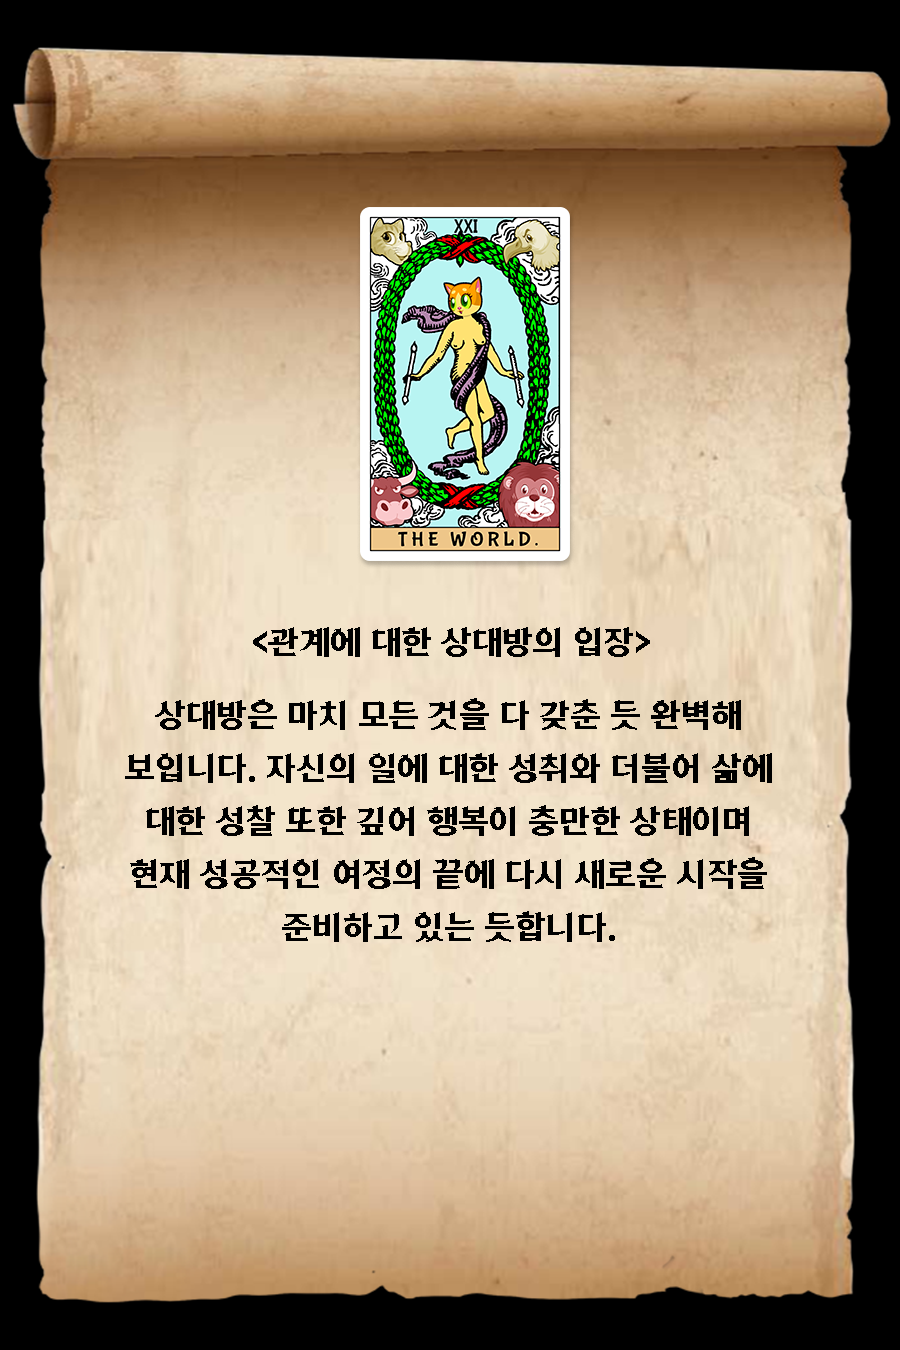 XXI
THE WORLD.
<관계에 대한 상대방의 입장>
상대방은 마치 모든 것을 다 갖춘 듯 완벽해
보입니다. 자신의 일에 대한 성취와 더불어 삶에
대한 성찰 또한 깊어 행복이 충만한 상태이며
현재 성공적인 여정의 끝에 다시 새로운 시작을
준비하고 있는 듯합니다.